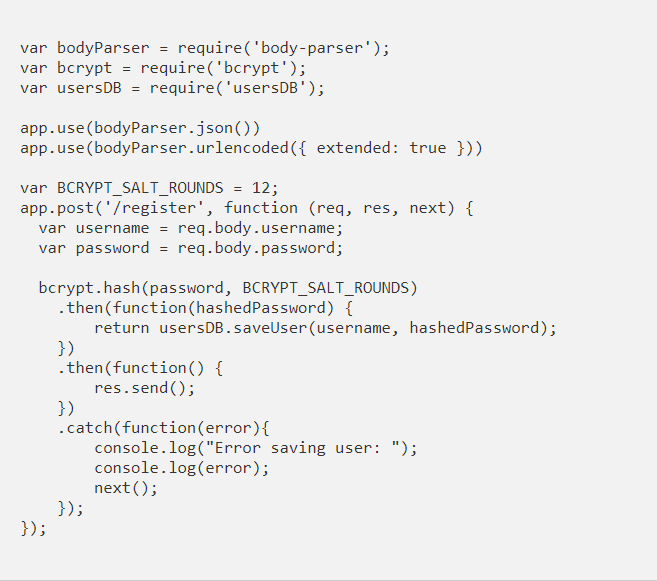 var bodyParser = require('body-parser');
var bcrypt = require('bcrypt');
var usersDB = require('usersDB');

app.use(bodyParser.json())
app.use(bodyParser.urlencoded({ extended: true }))

var BCRYPT_SALT_ROUNDS = 12;
app.post('/register', function (req, res, next) {
  var username = req.body.username;
  var password = req.body.password;

  bcrypt.hash(password, BCRYPT_SALT_ROUNDS)
    .then(function(hashedPassword) {
        return usersDB.saveUser(username, hashedPassword);
    })
    .then(function() {
        res.send();
    })
    .catch(function(error){
        console.log("Error saving user: ");
        console.log(error);
        next();
    });
});